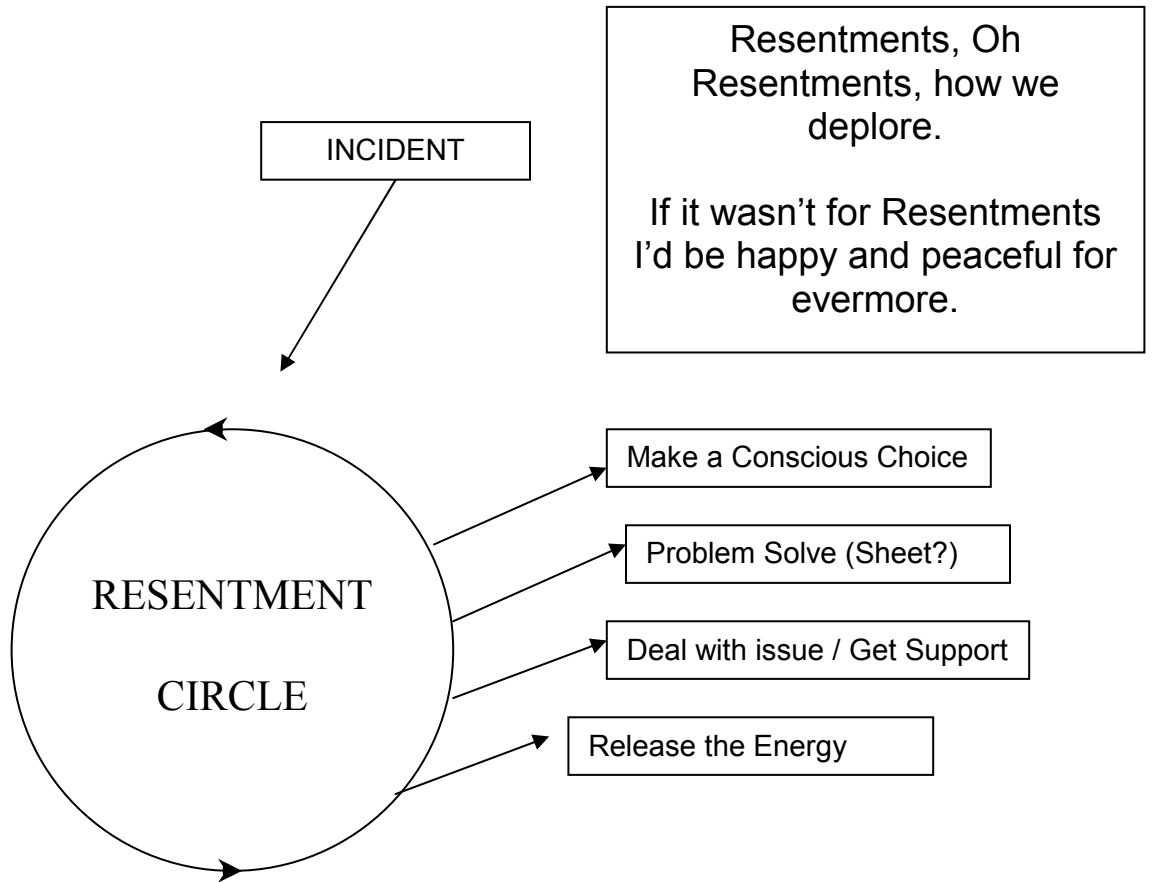 Resentments, Oh
Resentments, how we
deplore.
If it wasn’t for Resentments
I’d be happy and peaceful for
evermore.
INCIDENT
Make a Conscious Choice
Problem Solve (Sheet?)
Deal with issue / Get Support
Release the Energy
RESENTMENT
CIRCLE